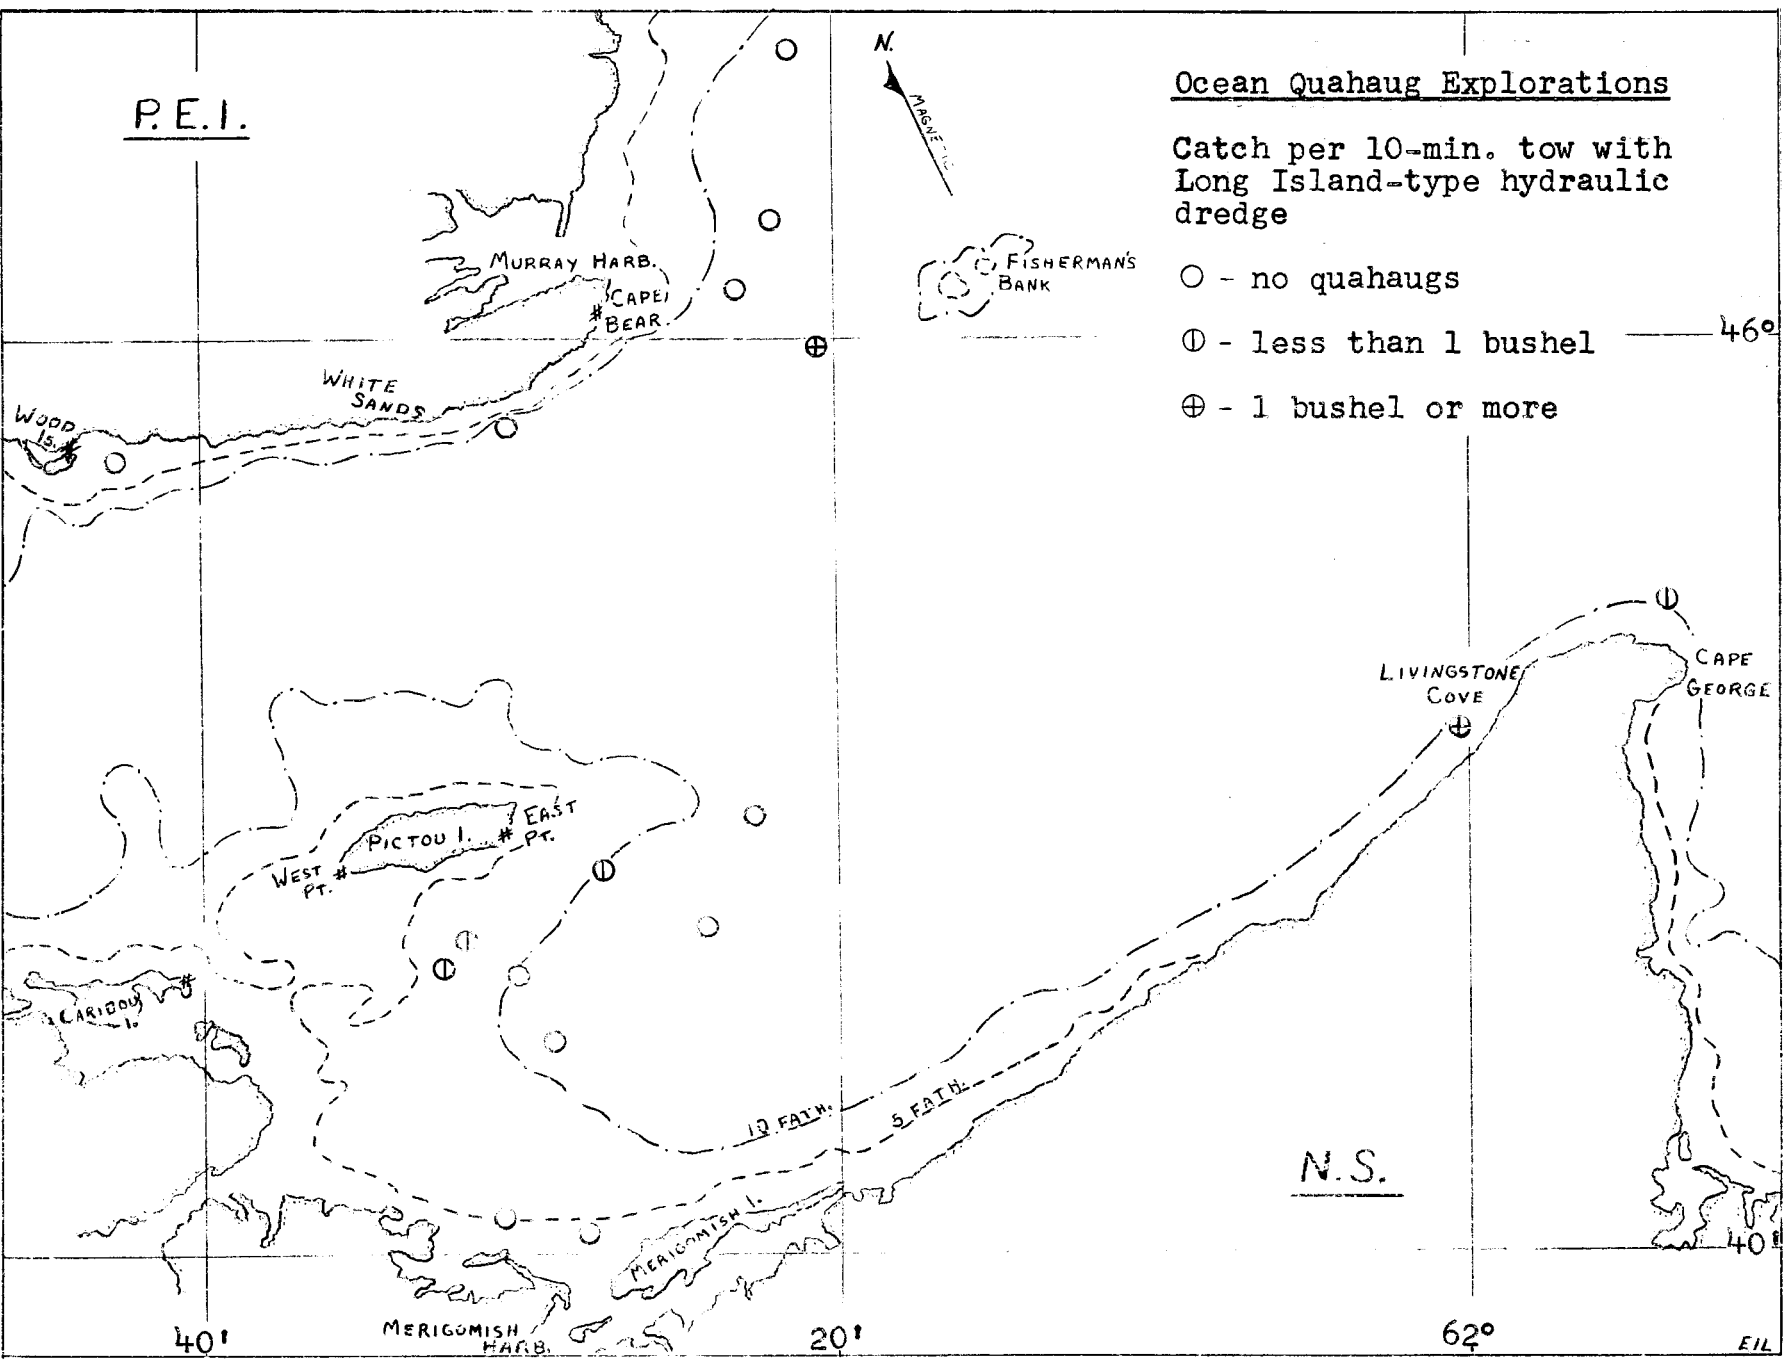 N.
MAGNETIC
P.E.I.
Ocean Quahaug Explorations
Catch per 10-min. tow with
Long Island-type hydraulic
dredge
O - no quahaugs
⦶ - less than 1 bushel
⊕ - 1 bushel or more
46°
MURRAY HARB.
CAPE
BEAR
FISHERMAN'S
BANK
WHITE
SANDS
WOOD
IS.
LIVINGSTONE
COVE
CAPE
GEORGE
PICTOU I.
EAST
PT.
WEST
PT.
CARIBOU
I.
10 FATH.
5 FATH.
N.S.
MERIGOMISH I.
MERIGOMISH
HARB.
40'
40'
20'
62°
EIL